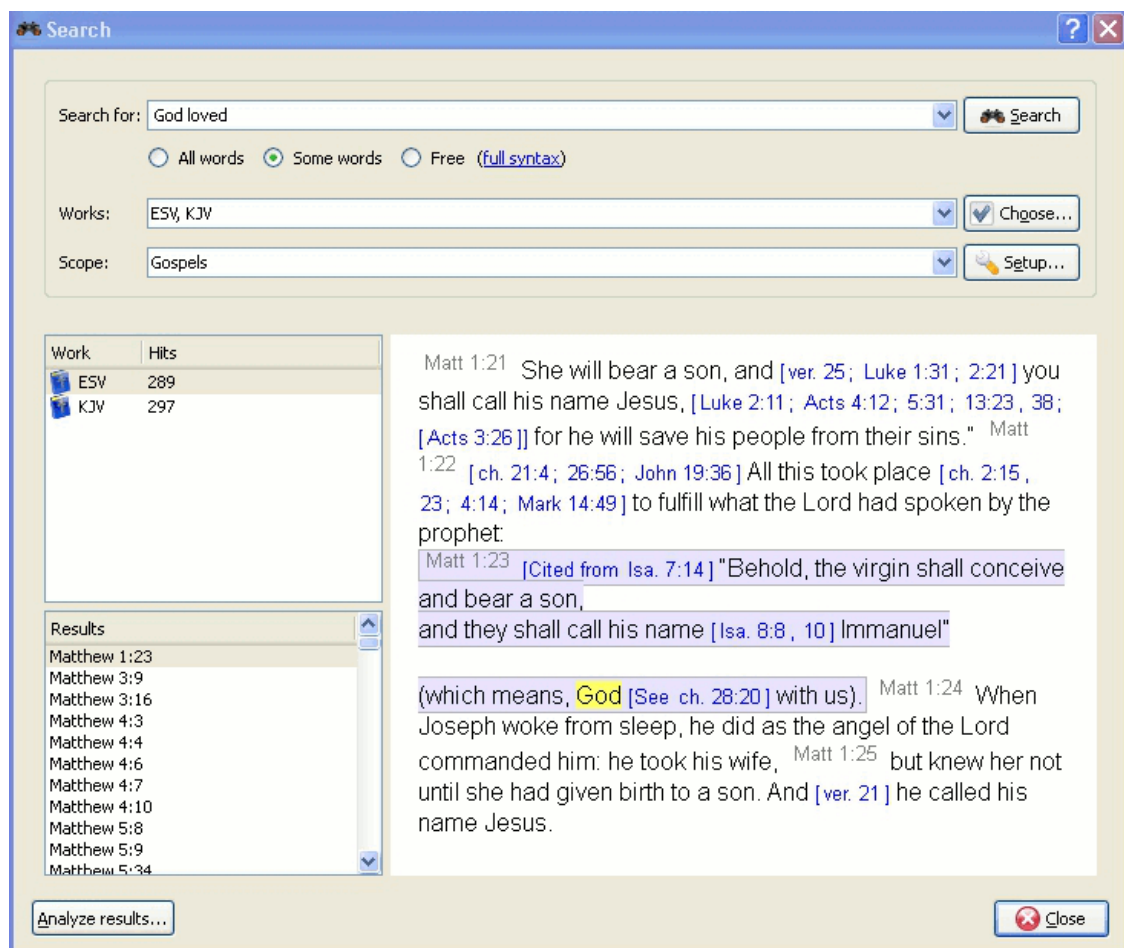 Search
Search for: God loved Search
All words Some words Free (full syntax)
Works: ESV, KJV Choose...
Scope: Gospels Setup...
Work Hits
ESV 289
KJV 297
Results
Matthew 1:23
Matthew 3:9
Matthew 3:16
Matthew 4:3
Matthew 4:4
Matthew 4:6
Matthew 4:7
Matthew 4:10
Matthew 5:8
Matthew 5:9
Matthew 5:34
Matt 1:21 She will bear a son, and [ver. 25; Luke 1:31; 2:21] you
shall call his name Jesus, [Luke 2:11; Acts 4:12; 5:31; 13:23, 38;
[Acts 3:26]] for he will save his people from their sins." Matt
1:22 [ch. 21:4; 26:56; John 19:36] All this took place [ch. 2:15,
23; 4:14; Mark 14:49] to fulfill what the Lord had spoken by the
prophet:
Matt 1:23 [Cited from Isa. 7:14] "Behold, the virgin shall conceive
and bear a son,
and they shall call his name [Isa. 8:8, 10] Immanuel"
(which means, God [See ch. 28:20] with us). Matt 1:24 When
Joseph woke from sleep, he did as the angel of the Lord
commanded him: he took his wife, Matt 1:25 but knew her not
until she had given birth to a son. And [ver. 21] he called his
name Jesus.
Analyze results... Close